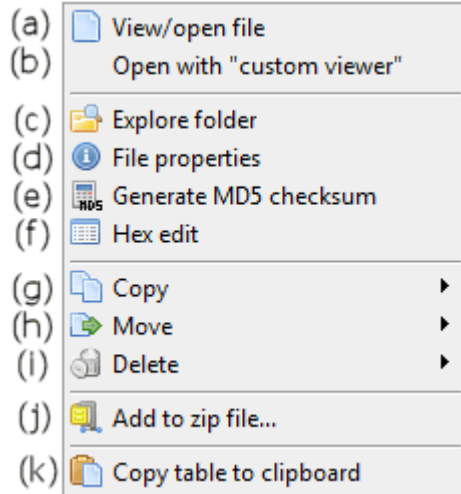 (a) View/open file
(b) Open with "custom viewer"
(c) Explore folder
(d) File properties
(e) MD5 Generate MD5 checksum
(f) Hex edit
(g) Copy
(h) Move
(i) Delete
(j) Add to zip file...
(k) Copy table to clipboard